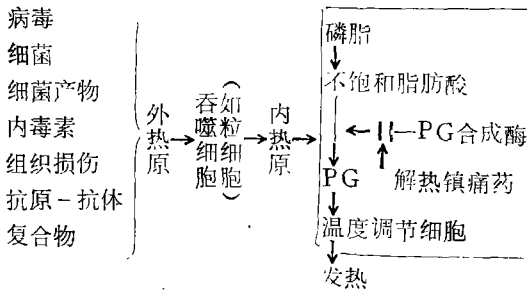 病毒
细菌
细菌产物
内毒素
组织损伤
抗原-抗体
复合物
外热原
吞噬细胞
(如粒细胞)
内热原
磷脂
不饱和脂肪酸
PG合成酶
PG
解热镇痛药
温度调节细胞
发热